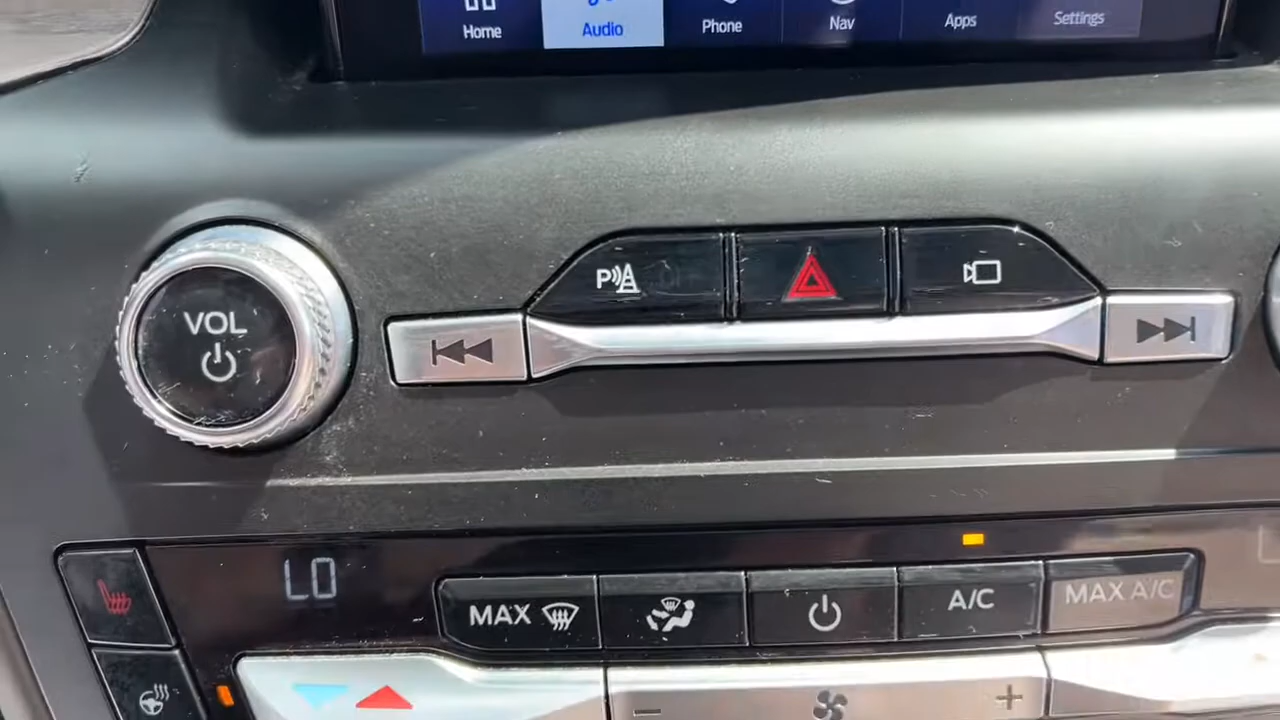 Home Audio Phone Nav Apps Settings
VOL
P
LO
MAX A/C MAX A/C
- +